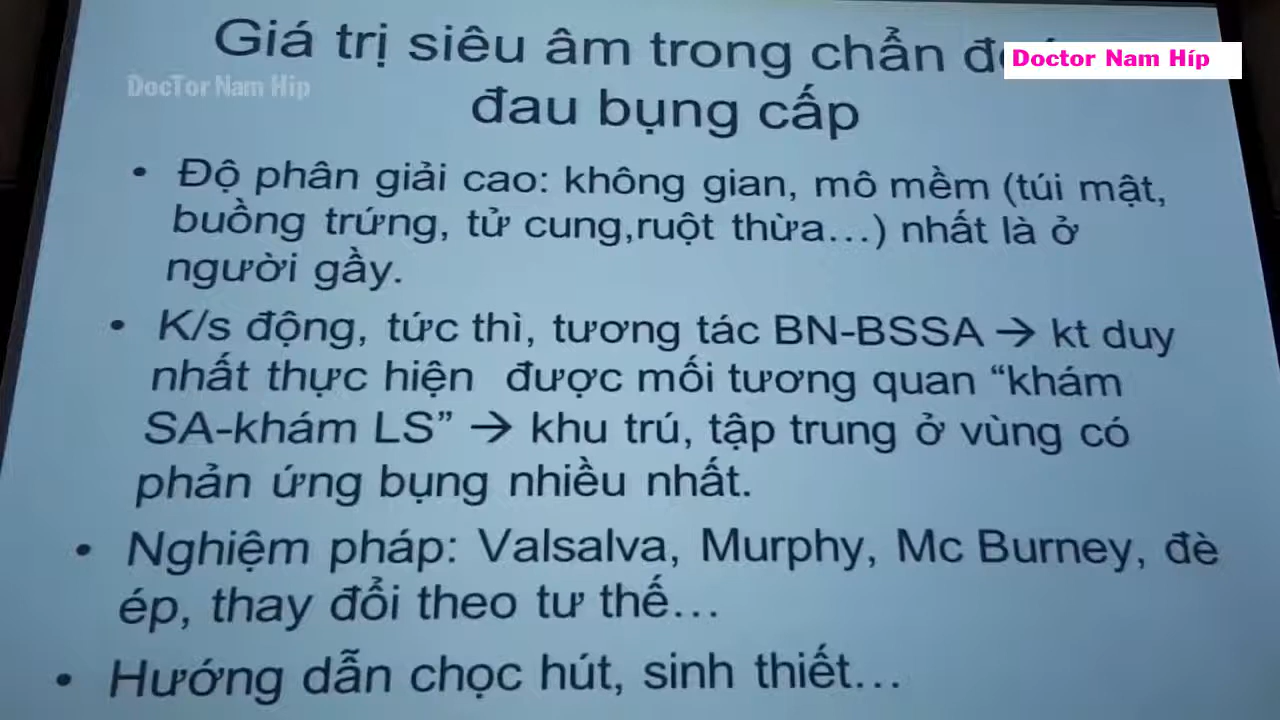 Giá trị siêu âm trong chẩn
Doctor Nam Híp
DocTor Nam Hip
đau bụng cấp
• Độ phân giải cao: không gian, mô mềm (túi mật,
buồng trứng, tử cung,ruột thừa...) nhất là ở
người gầy.
• K/s động, tức thì, tương tác BN-BSSA → kt duy
nhất thực hiện được mối tương quan “khám
SA-khám LS” → khu trú, tập trung ở vùng có
phản ứng bụng nhiều nhất.
• Nghiệm pháp: Valsalva, Murphy, Mc Burney, đè
ép, thay đổi theo tư thế...
• Hướng dẫn chọc hút, sinh thiết...